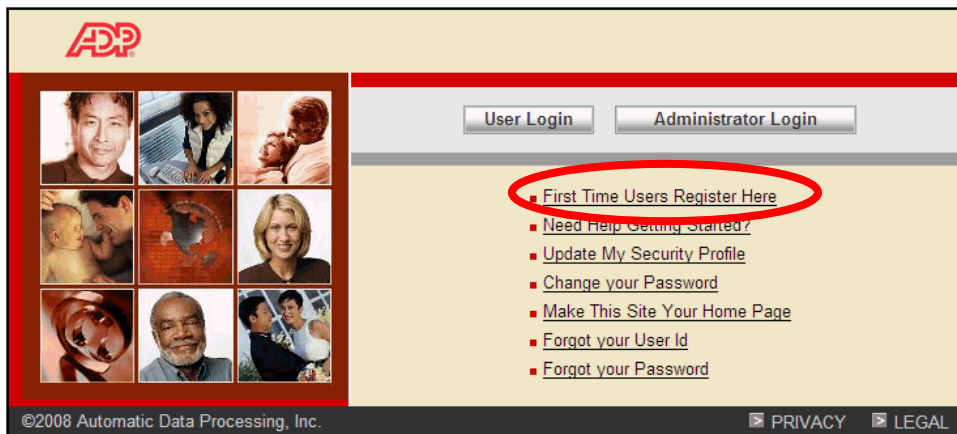 ADP
User Login
Administrator Login
First Time Users Register Here
Need Help Getting Started?
Update My Security Profile
Change your Password
Make This Site Your Home Page
Forgot your User Id
Forgot your Password
©2008 Automatic Data Processing, Inc.
PRIVACY
LEGAL